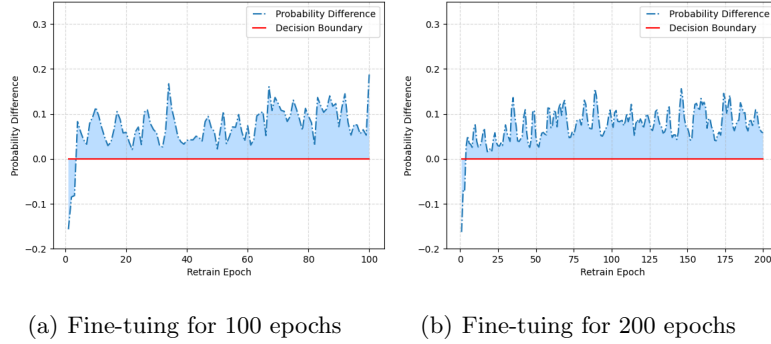 0.3
0.2
0.1
0.0
−0.1
−0.2
Probability Difference
0 20 40 60 80 100
Retrain Epoch
Probability Difference
Decision Boundary
(a) Fine-tuing for 100 epochs
0.3
0.2
0.1
0.0
−0.1
−0.2
Probability Difference
0 25 50 75 100 125 150 175 200
Retrain Epoch
Probability Difference
Decision Boundary
(b) Fine-tuing for 200 epochs